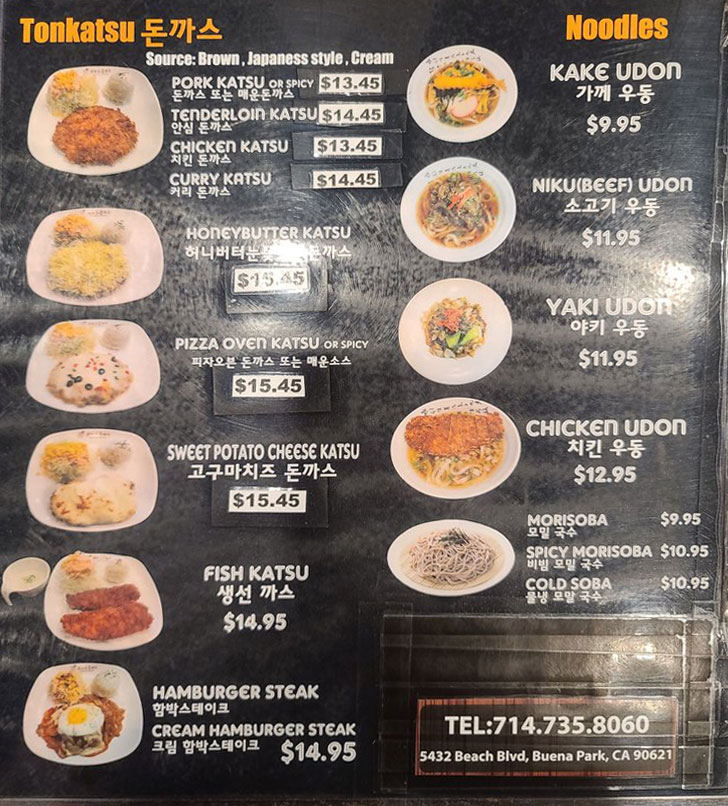 Tonkatsu 돈까스
Source: Brown , Japaness style , Cream
PORK KATSU OR SPICY $13.45
돈까스 또는 매운돈까스
TENDERLOIN KATSU $14.45
안심 돈까스
CHICKEN KATSU $13.45
치킨 돈까스
CURRY KATSU $14.45
커리 돈까스
HONEYBUTTER KATSU
허니버터눈 까스
$15.45
PIZZA OVEN KATSU OR SPICY
피자오븐 돈까스 또는 매운소스
$15.45
SWEET POTATO CHEESE KATSU
고구마치즈 돈까스
$15.45
FISH KATSU
생선 까스
$14.95
HAMBURGER STEAK
함박스테이크
CREAM HAMBURGER STEAK
크림 함박스테이크 $14.95
Noodles
KAKE UDON
가께 우동
$9.95
NIKU(BEEF) UDON
소고기 우동
$11.95
YAKI UDON
야키 우동
$11.95
CHICKEN UDON
치킨 우동
$12.95
MORISOBA $9.95
모밀 국수
SPICY MORISOBA $10.95
비빔 모밀 국수
COLD SOBA $10.95
물냉 모밀 국수
TEL:714.735.8060
5432 Beach Blvd, Buena Park, CA 90621